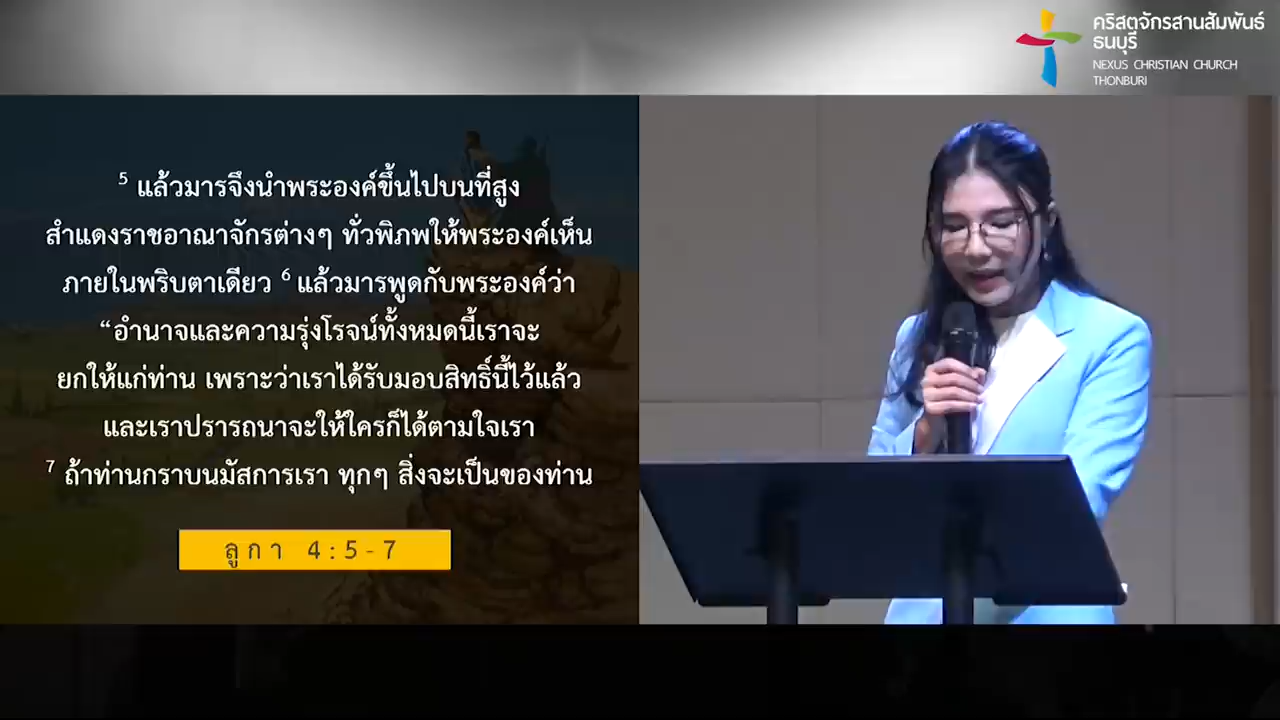 คริสตจักรสานสัมพันธ์
ธนบุรี
NEXUS CHRISTIAN CHURCH
THONBURI
5 แล้วมารจึงนำพระองค์ขึ้นไปบนที่สูง
สำแดงราชอาณาจักรต่างๆ ทั่วพิภพให้พระองค์เห็น
ภายในพริบตาเดียว 6 แล้วมารพูดกับพระองค์ว่า
“อำนาจและความรุ่งโรจน์ทั้งหมดนี้เราจะ
ยกให้แก่ท่าน เพราะว่าเราได้รับมอบสิทธิ์นี้ไว้แล้ว
และเราปรารถนาจะให้ใครก็ได้ตามใจเรา
7 ถ้าท่านกราบนมัสการเรา ทุกๆ สิ่งจะเป็นของท่าน
ลูกา 4:5-7